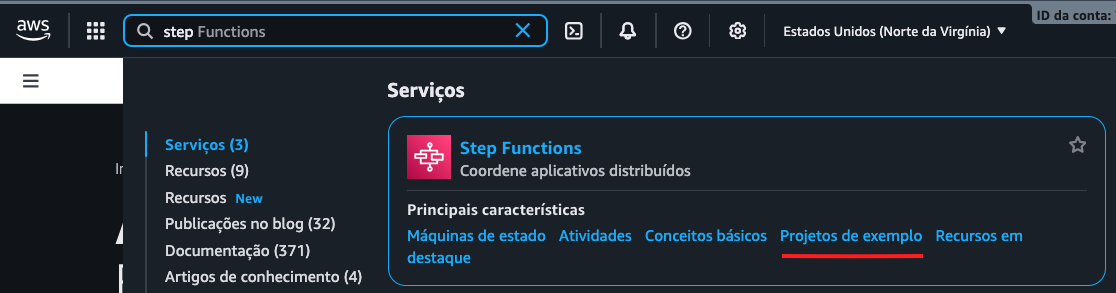 ID da conta:
aws
step Functions
Estados Unidos (Norte da Virgínia)
Serviços
Serviços (3)
Recursos (9)
Recursos New
Publicações no blog (32)
Documentação (371)
Artigos de conhecimento (4)
Step Functions
Coordene aplicativos distribuídos
Principais características
Máquinas de estado Atividades Conceitos básicos Projetos de exemplo Recursos em
destaque